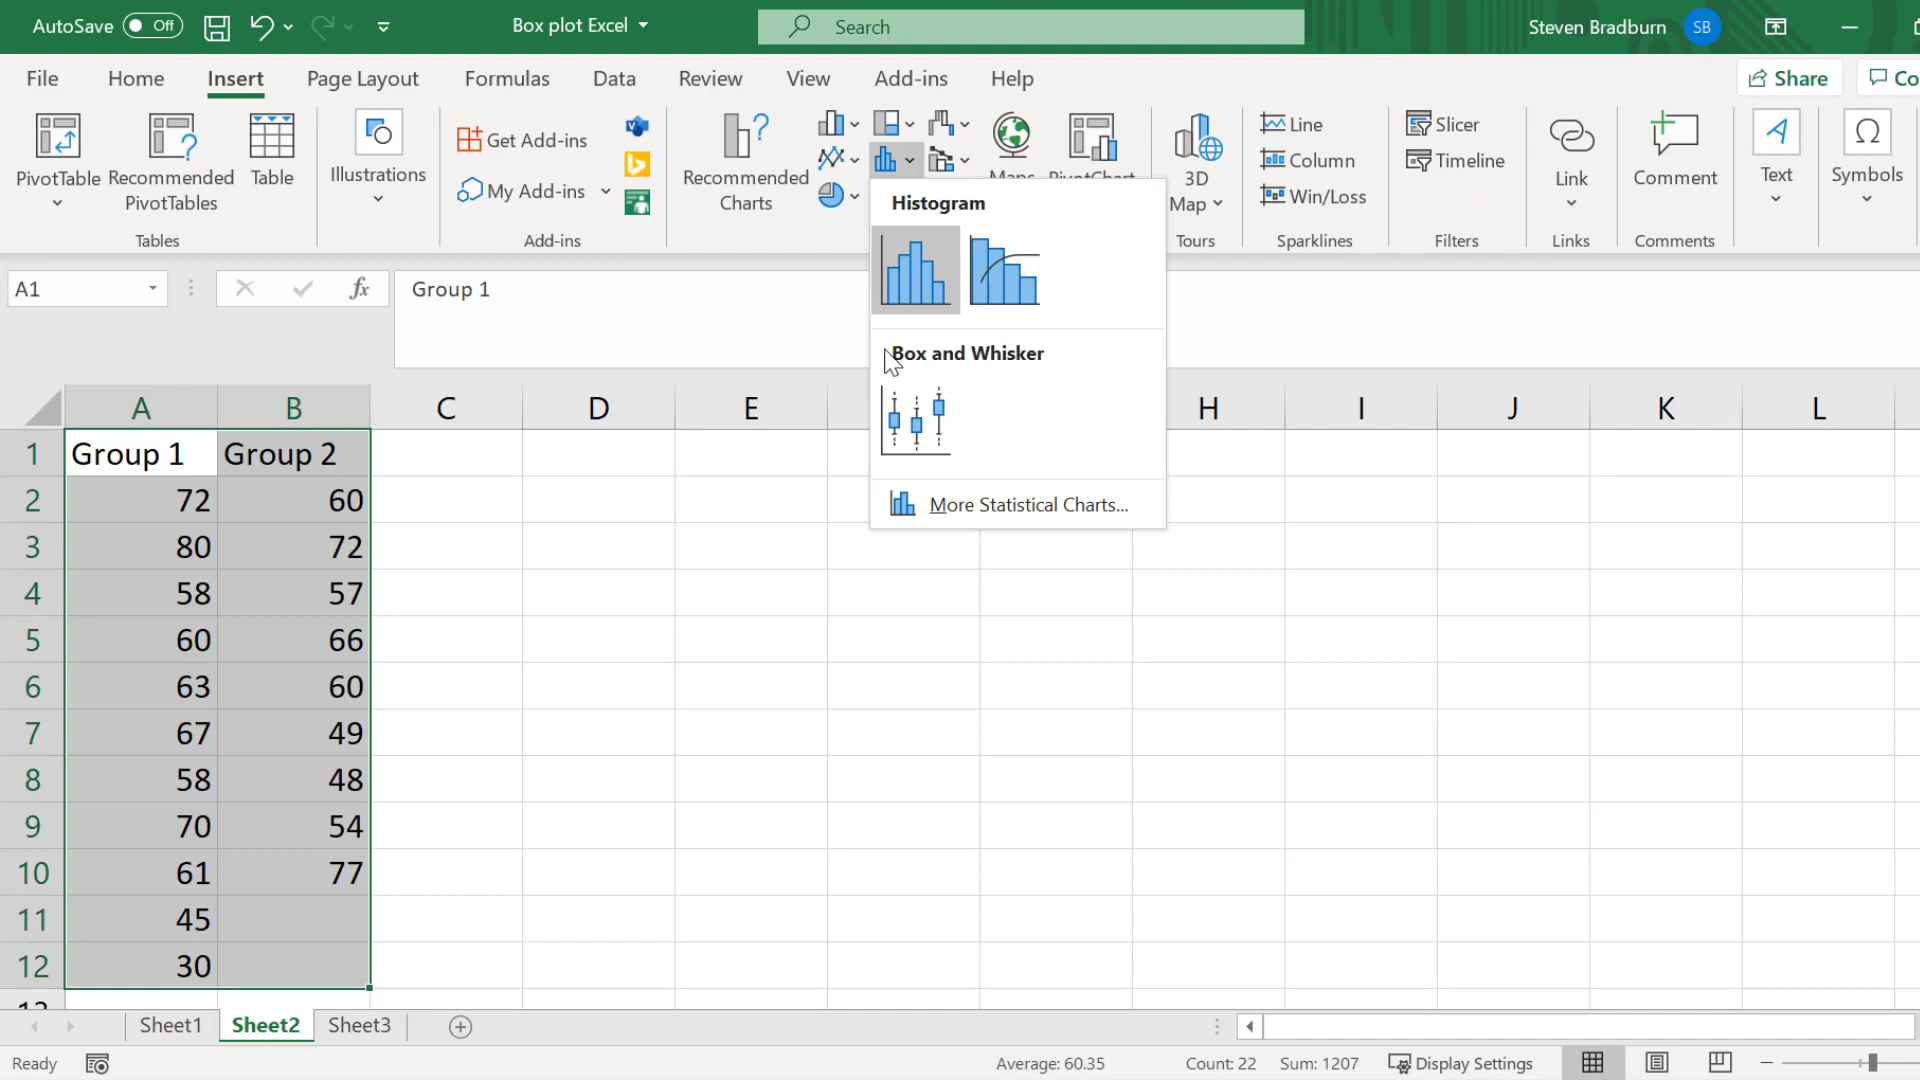 AutoSave Off
Box plot Excel
Search
Steven Bradburn SB
File Home Insert Page Layout Formulas Data Review View Add-ins Help
Share Co
PivotTable
Recommended
PivotTables
Table
Tables
Illustrations
Get Add-ins
My Add-ins
Add-ins
Recommended
Charts
Maps
PivotChart
3D
Map
Tours
Line
Column
Win/Loss
Sparklines
Slicer
Timeline
Filters
Link
Links
Comment
Comments
Text
Symbols
Histogram
Box and Whisker
More Statistical Charts...
A1 fx Group 1
A B C D E H I J K L
1 Group 1 Group 2
2 72 60
3 80 72
4 58 57
5 60 66
6 63 60
7 67 49
8 58 48
9 70 54
10 61 77
11 45
12 30
13
Sheet1 Sheet2 Sheet3
Ready Average: 60.35 Count: 22 Sum: 1207 Display Settings